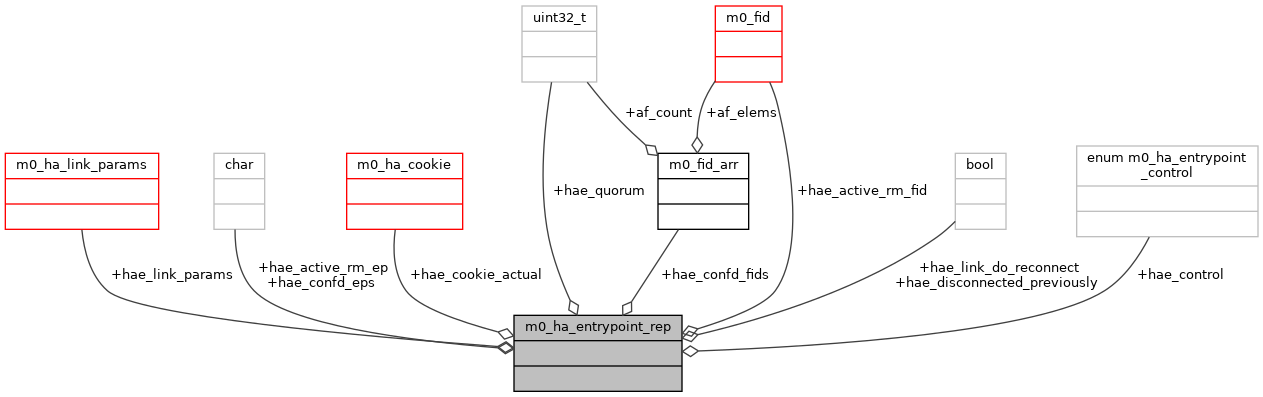 uint32_t
m0_fid
+af_count
+af_elems
m0_ha_link_params
char
m0_ha_cookie
m0_fid_arr
bool
enum m0_ha_entrypoint
_control
+hae_quorum
+hae_active_rm_fid
+hae_link_params
+hae_active_rm_ep
+hae_confd_eps
+hae_cookie_actual
+hae_confd_fids
+hae_link_do_reconnect
+hae_disconnected_previously
+hae_control
m0_ha_entrypoint_rep